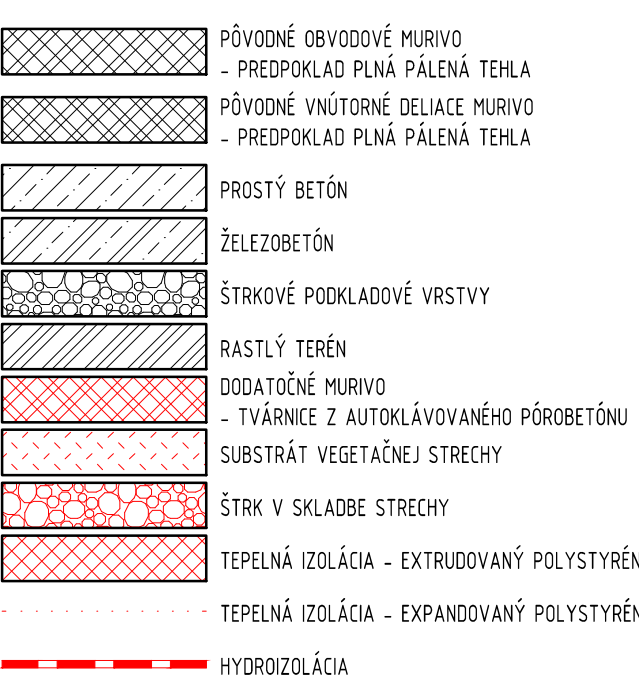 PÔVODNÉ OBVODOVÉ MURIVO
- PREDPOKLAD PLNÁ PÁLENÁ TEHLA
PÔVODNÉ VNÚTORNÉ DELIACE MURIVO
- PREDPOKLAD PLNÁ PÁLENÁ TEHLA
PROSTÝ BETÓN
ŽELEZOBETÓN
ŠTRKOVÉ PODKLADOVÉ VRSTVY
RASTLÝ TERÉN
DODATOČNÉ MURIVO
- TVÁRNICE Z AUTOKLÁVOVANÉHO PÓROBETÓNU
SUBSTRÁT VEGETAČNEJ STRECHY
ŠTRK V SKLADBE STRECHY
TEPELNÁ IZOLÁCIA - EXTRUDOVANÝ POLYSTYRÉN
TEPELNÁ IZOLÁCIA - EXPANDOVANÝ POLYSTYRÉN
HYDROIZOLÁCIA